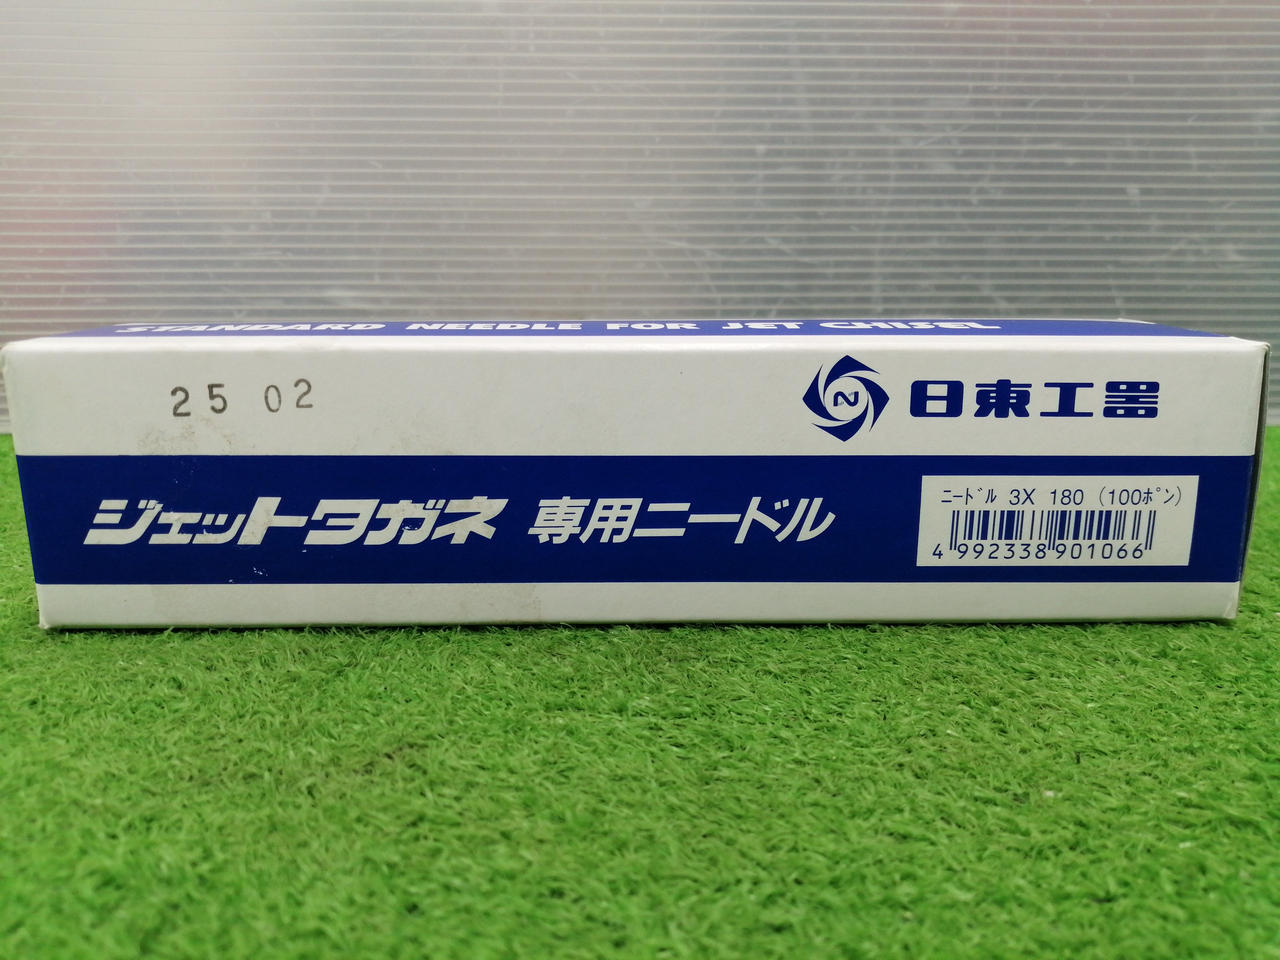 STANDARD NEEDLE FOR JET CHISEL
25 02
N 日東工器
ジェットタガネ 専用ニードル
ニードル 3X 180 (100ポン)
4 992338 901066